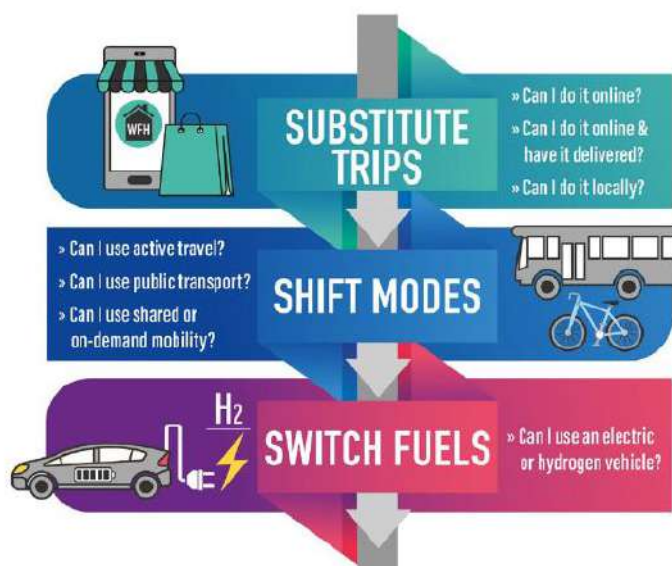 WFH
SUBSTITUTE
TRIPS
» Can I do it online?
» Can I do it online &
have it delivered?
» Can I do it locally?
» Can I use active travel?
» Can I use public transport?
» Can I use shared or
on-demand mobility?
SHIFT MODES
H2
SWITCH FUELS
» Can I use an electric
or hydrogen vehicle?